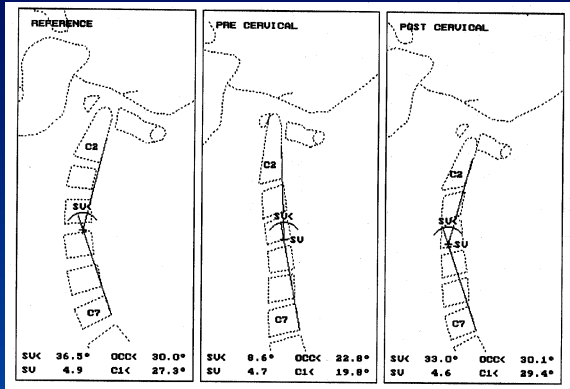 REFERENCE
C2
SV<
C7
SV< 36.5° OCC< 30.0°
SV 4.9 C1< 27.3°
PRE CERVICAL
C2
SV<
SV
C7
SV< 8.6° OCC< 22.8°
SV 4.7 C1< 19.8°
POST CERVICAL
C2
SV<
SV
C7
SV< 33.0° OCC< 30.1°
SV 4.6 C1< 29.4°